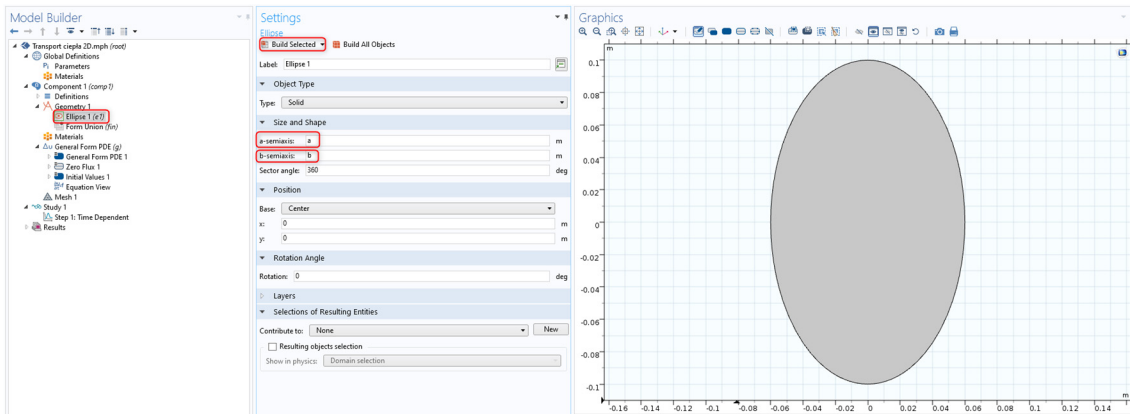 Model Builder
Transport ciepła 2D.mph (root)
Global Definitions
Pi Parameters
Materials
Component 1 (comp1)
Definitions
Geometry 1
Ellipse 1 (e1)
Form Union (fin)
Materials
Δu General Form PDE (g)
General Form PDE 1
Zero Flux 1
Initial Values 1
Equation View
Mesh 1
Study 1
Step 1: Time Dependent
Results
Settings
Ellipse
Build Selected
Build All Objects
Label: Ellipse 1
Object Type
Type: Solid
Size and Shape
a-semiaxis: a m
b-semiaxis: b m
Sector angle: 360 deg
Position
Base: Center
x: 0 m
y: 0 m
Rotation Angle
Rotation: 0 deg
Layers
Selections of Resulting Entities
Contribute to: None New
Resulting objects selection
Show in physics: Domain selection
Graphics
m
0.1
0.08
0.06
0.04
0.02
0
-0.02
-0.04
-0.06
-0.08
-0.1
m
-0.16 -0.14 -0.12 -0.1 -0.08 -0.06 -0.04 -0.02 0 0.02 0.04 0.06 0.08 0.1 0.12 0.14